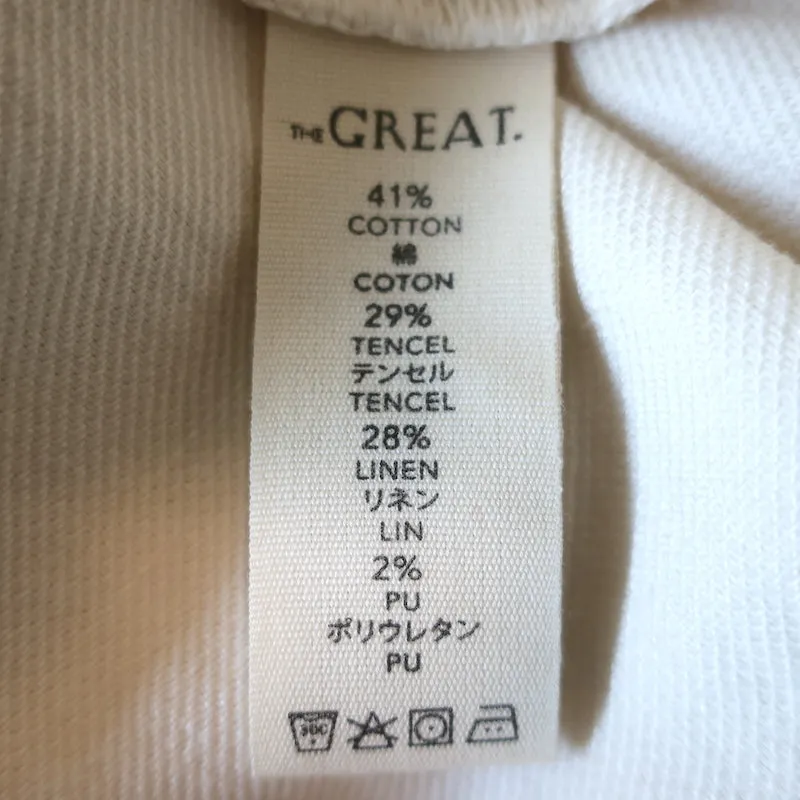 THE GREAT.
41%
COTTON
綿
COTON
29%
TENCEL
テンセル
TENCEL
28%
LINEN
リネン
LIN
2%
PU
ポリウレタン
PU
30C